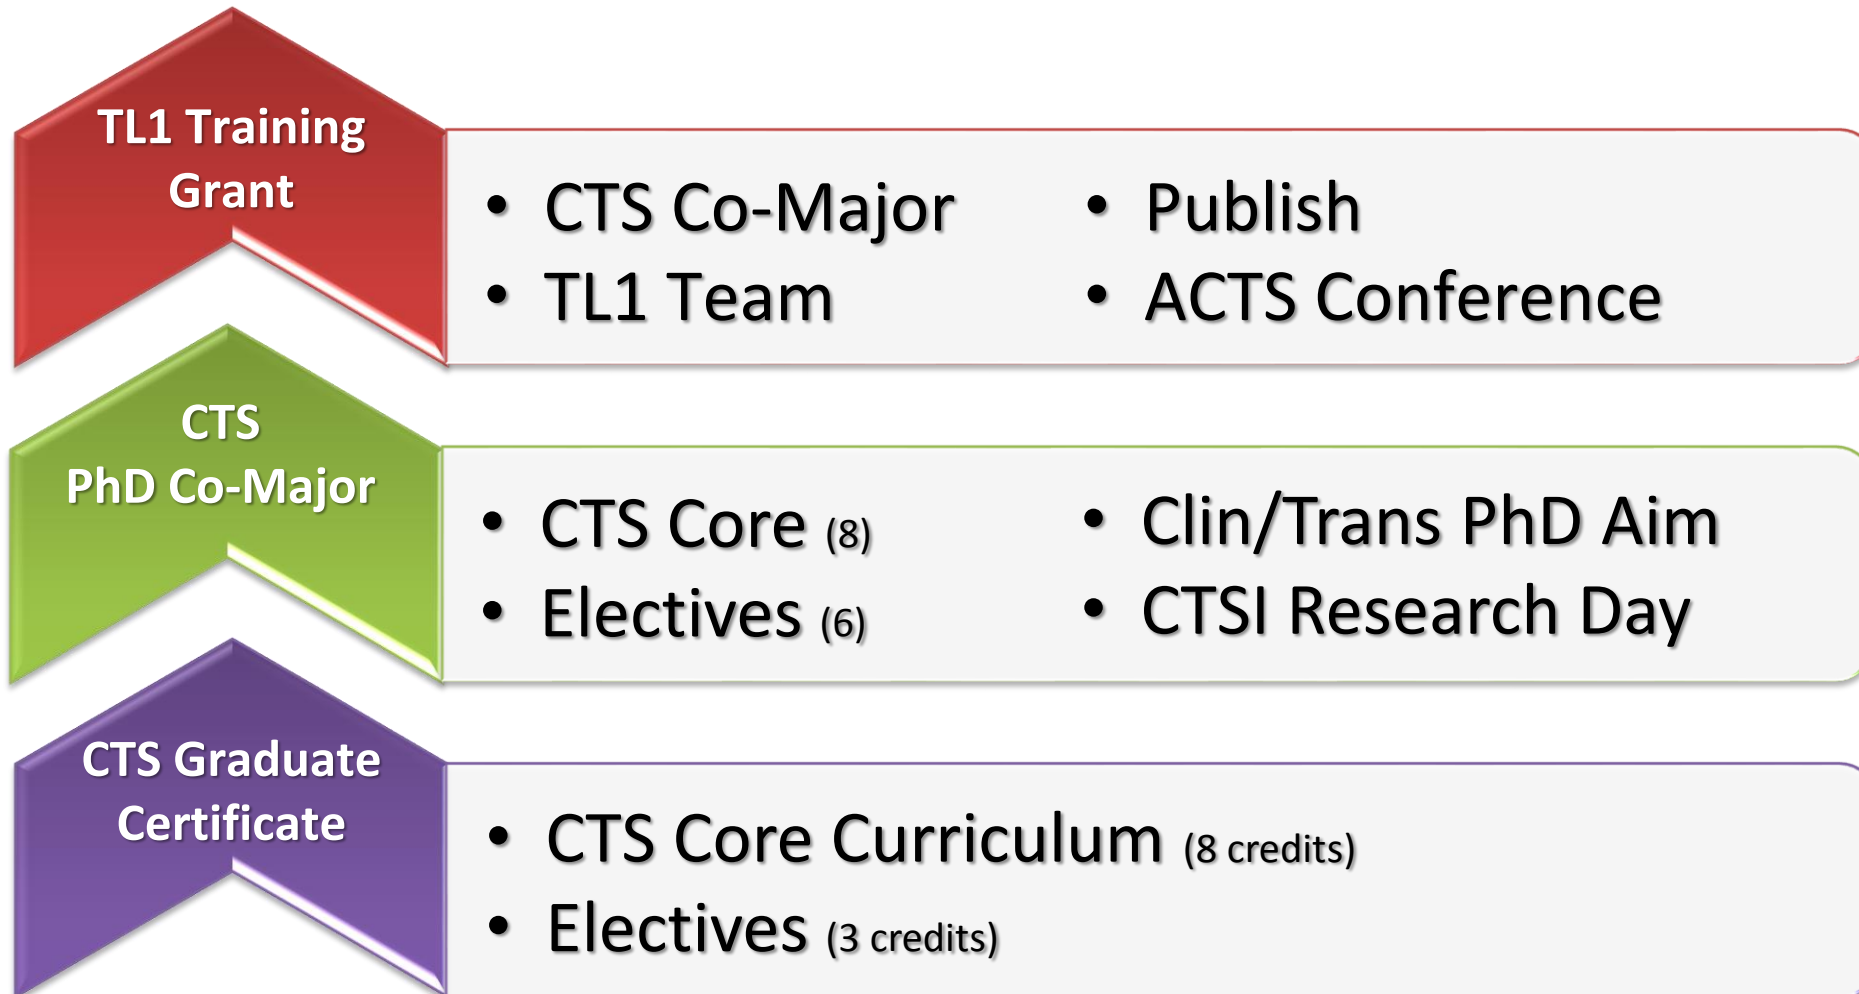 TL1 Training
Grant
• CTS Co-Major
• TL1 Team
• Publish
• ACTS Conference
CTS
PhD Co-Major
• CTS Core (8)
• Electives (6)
• Clin/Trans PhD Aim
• CTSI Research Day
CTS Graduate
Certificate
• CTS Core Curriculum (8 credits)
• Electives (3 credits)